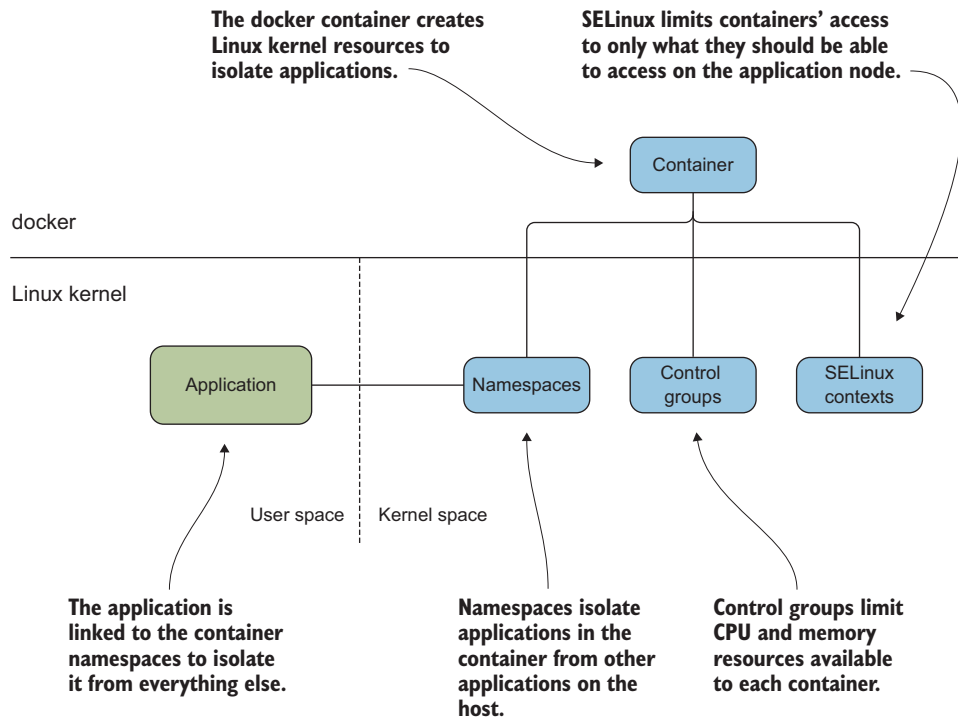 The docker container creates
Linux kernel resources to
isolate applications.
SELinux limits containers’ access
to only what they should be able
to access on the application node.
Container
docker
Linux kernel
Application
Namespaces
Control
groups
SELinux
contexts
User space
Kernel space
The application is
linked to the container
namespaces to isolate
it from everything else.
Namespaces isolate
applications in the
container from other
applications on the
host.
Control groups limit
CPU and memory
resources available
to each container.